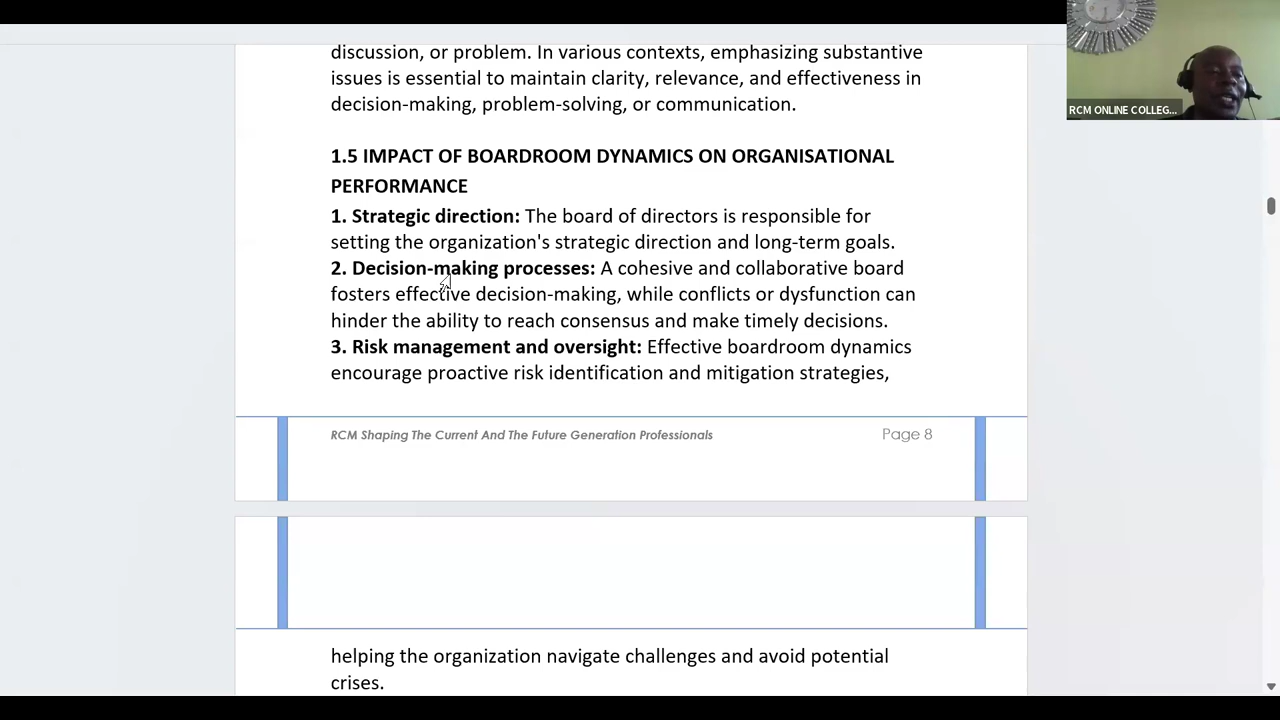 discussion, or problem. In various contexts, emphasizing substantive
issues is essential to maintain clarity, relevance, and effectiveness in
decision-making, problem-solving, or communication.
RCM ONLINE COLLEG...
1.5 IMPACT OF BOARDROOM DYNAMICS ON ORGANISATIONAL
PERFORMANCE
1. Strategic direction: The board of directors is responsible for
setting the organization's strategic direction and long-term goals.
2. Decision-making processes: A cohesive and collaborative board
fosters effective decision-making, while conflicts or dysfunction can
hinder the ability to reach consensus and make timely decisions.
3. Risk management and oversight: Effective boardroom dynamics
encourage proactive risk identification and mitigation strategies,
RCM Shaping The Current And The Future Generation Professionals Page 8
helping the organization navigate challenges and avoid potential
crises.